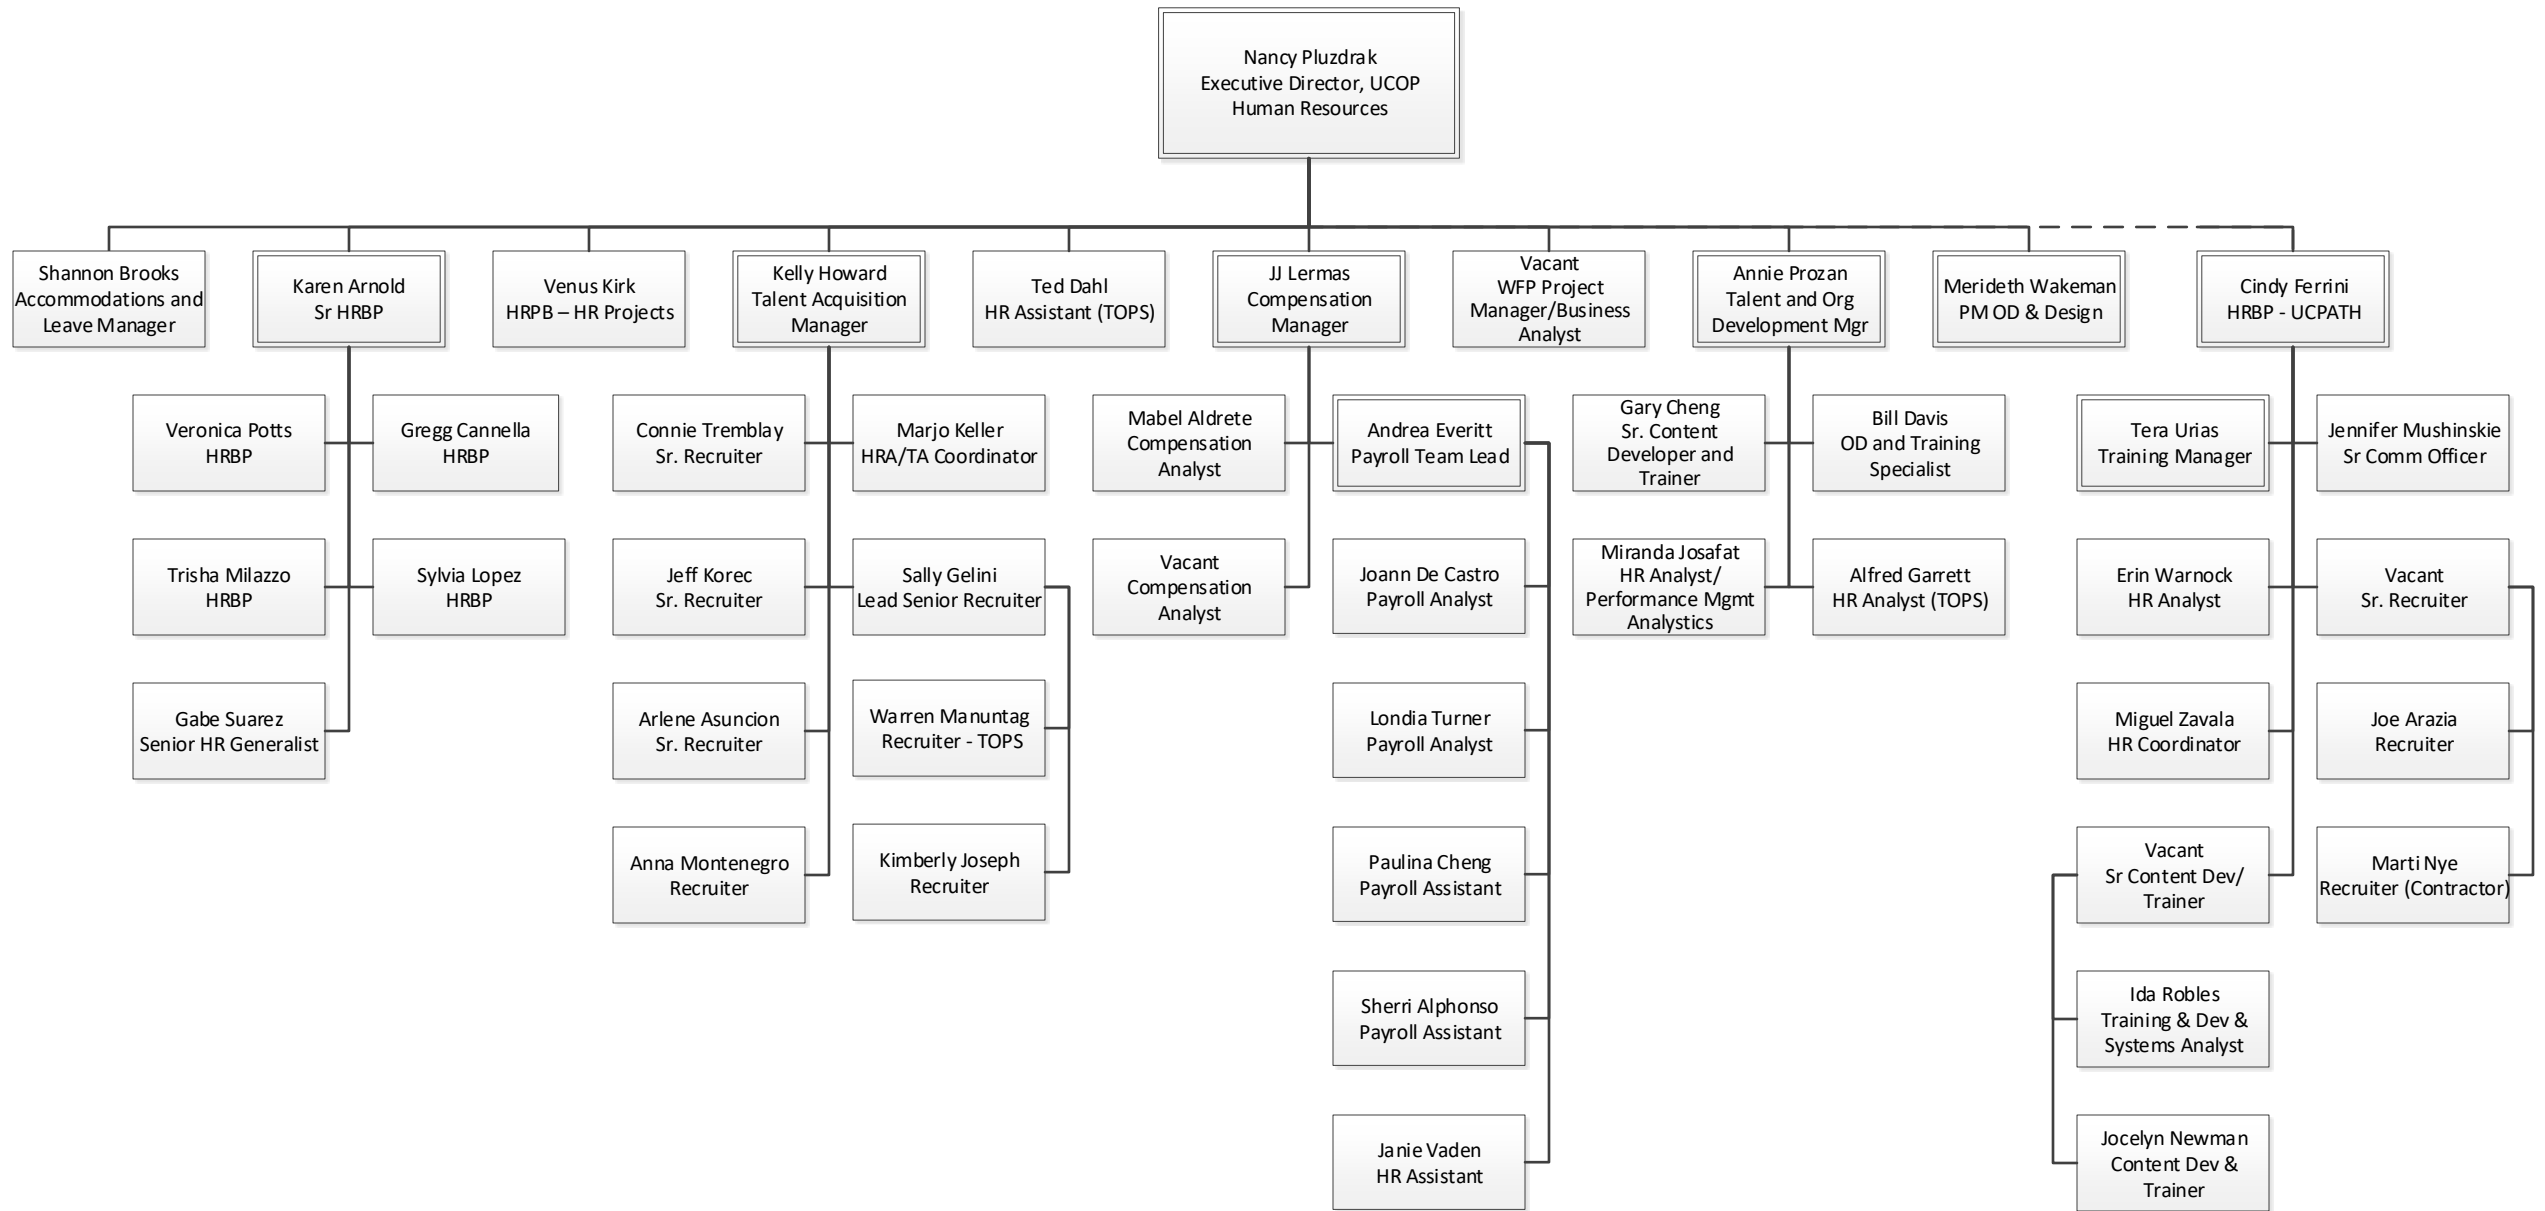 Nancy Pluzdrak
Executive Director, UCOP
Human Resources
Shannon Brooks
Accommodations and
Leave Manager
Karen Arnold
Sr HRBP
Venus Kirk
HRPB – HR Projects
Kelly Howard
Talent Acquisition
Manager
Ted Dahl
HR Assistant (TOPS)
JJ Lermas
Compensation
Manager
Vacant
WFP Project
Manager/Business
Analyst
Annie Prozan
Talent and Org
Development Mgr
Merideth Wakeman
PM OD & Design
Cindy Ferrini
HRBP - UCPATH
Veronica Potts
HRBP
Gregg Cannella
HRBP
Connie Tremblay
Sr. Recruiter
Marjo Keller
HRA/TA Coordinator
Mabel Aldrete
Compensation
Analyst
Andrea Everitt
Payroll Team Lead
Gary Cheng
Sr. Content
Developer and
Trainer
Bill Davis
OD and Training
Specialist
Tera Urias
Training Manager
Jennifer Mushinskie
Sr Comm Officer
Trisha Milazzo
HRBP
Sylvia Lopez
HRBP
Jeff Korec
Sr. Recruiter
Sally Gelini
Lead Senior Recruiter
Vacant
Compensation
Analyst
Joann De Castro
Payroll Analyst
Miranda Josafat
HR Analyst/
Performance Mgmt
Analystics
Alfred Garrett
HR Analyst (TOPS)
Erin Warnock
HR Analyst
Vacant
Sr. Recruiter
Gabe Suarez
Senior HR Generalist
Arlene Asuncion
Sr. Recruiter
Warren Manuntag
Recruiter - TOPS
Londia Turner
Payroll Analyst
Miguel Zavala
HR Coordinator
Joe Arazia
Recruiter
Anna Montenegro
Recruiter
Kimberly Joseph
Recruiter
Paulina Cheng
Payroll Assistant
Vacant
Sr Content Dev/
Trainer
Marti Nye
Recruiter (Contractor)
Sherri Alphonso
Payroll Assistant
Ida Robles
Training & Dev &
Systems Analyst
Janie Vaden
HR Assistant
Jocelyn Newman
Content Dev &
Trainer